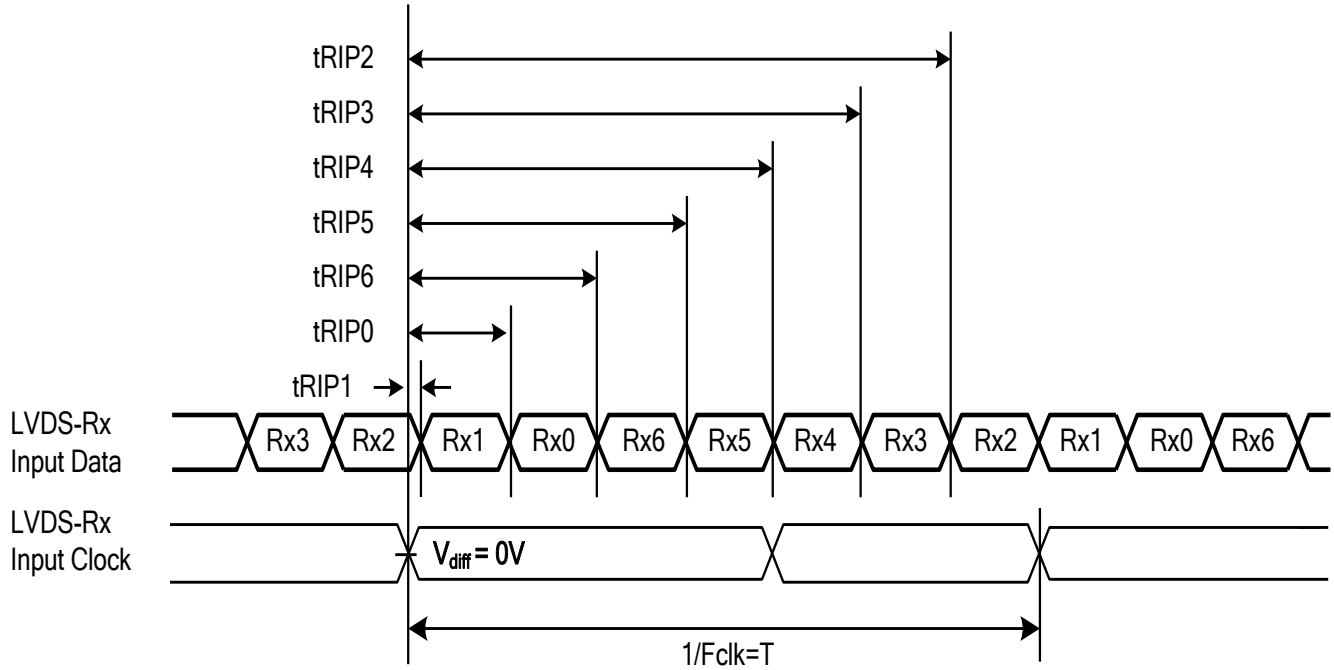 tRIP2
tRIP3
tRIP4
tRIP5
tRIP6
tRIP0
tRIP1
LVDS-Rx
Input Data
Rx3 Rx2 Rx1 Rx0 Rx6 Rx5 Rx4 Rx3 Rx2 Rx1 Rx0 Rx6
LVDS-Rx
Input Clock
Vdiff = 0V
1/Fclk=T